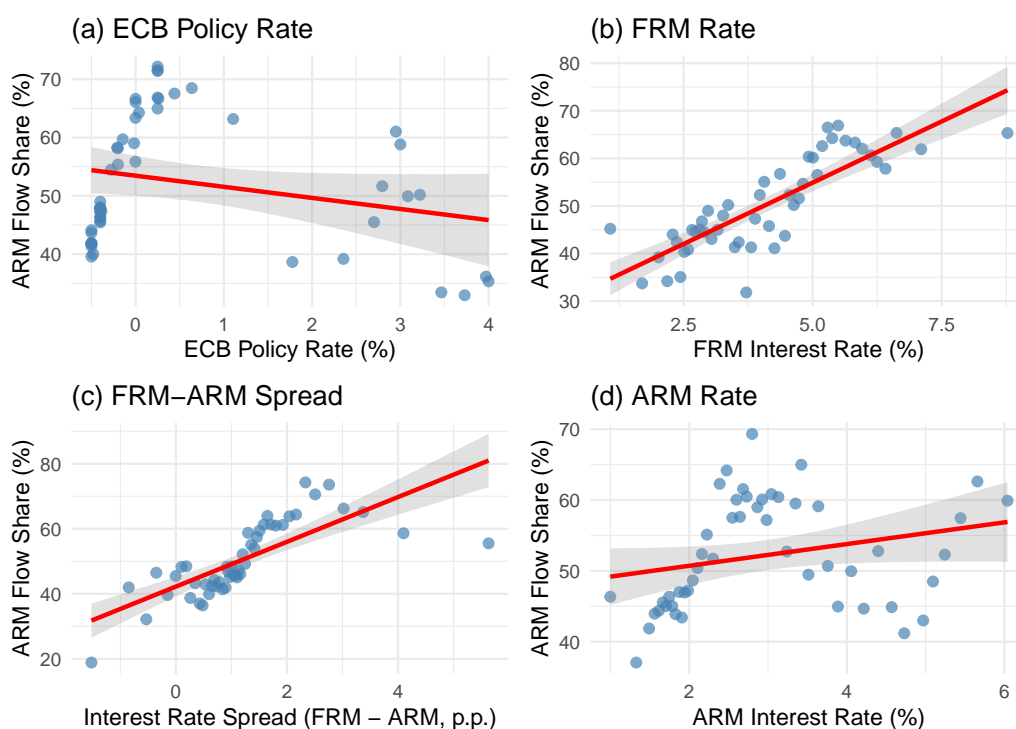 (a) ECB Policy Rate
ARM Flow Share (%)
70
60
50
40
0
1
2
3
4
ECB Policy Rate (%)
(b) FRM Rate
ARM Flow Share (%)
80
70
60
50
40
30
2.5
5.0
7.5
FRM Interest Rate (%)
(c) FRM−ARM Spread
ARM Flow Share (%)
80
60
40
20
0
2
4
Interest Rate Spread (FRM − ARM, p.p.)
(d) ARM Rate
ARM Flow Share (%)
70
60
50
40
2
4
6
ARM Interest Rate (%)